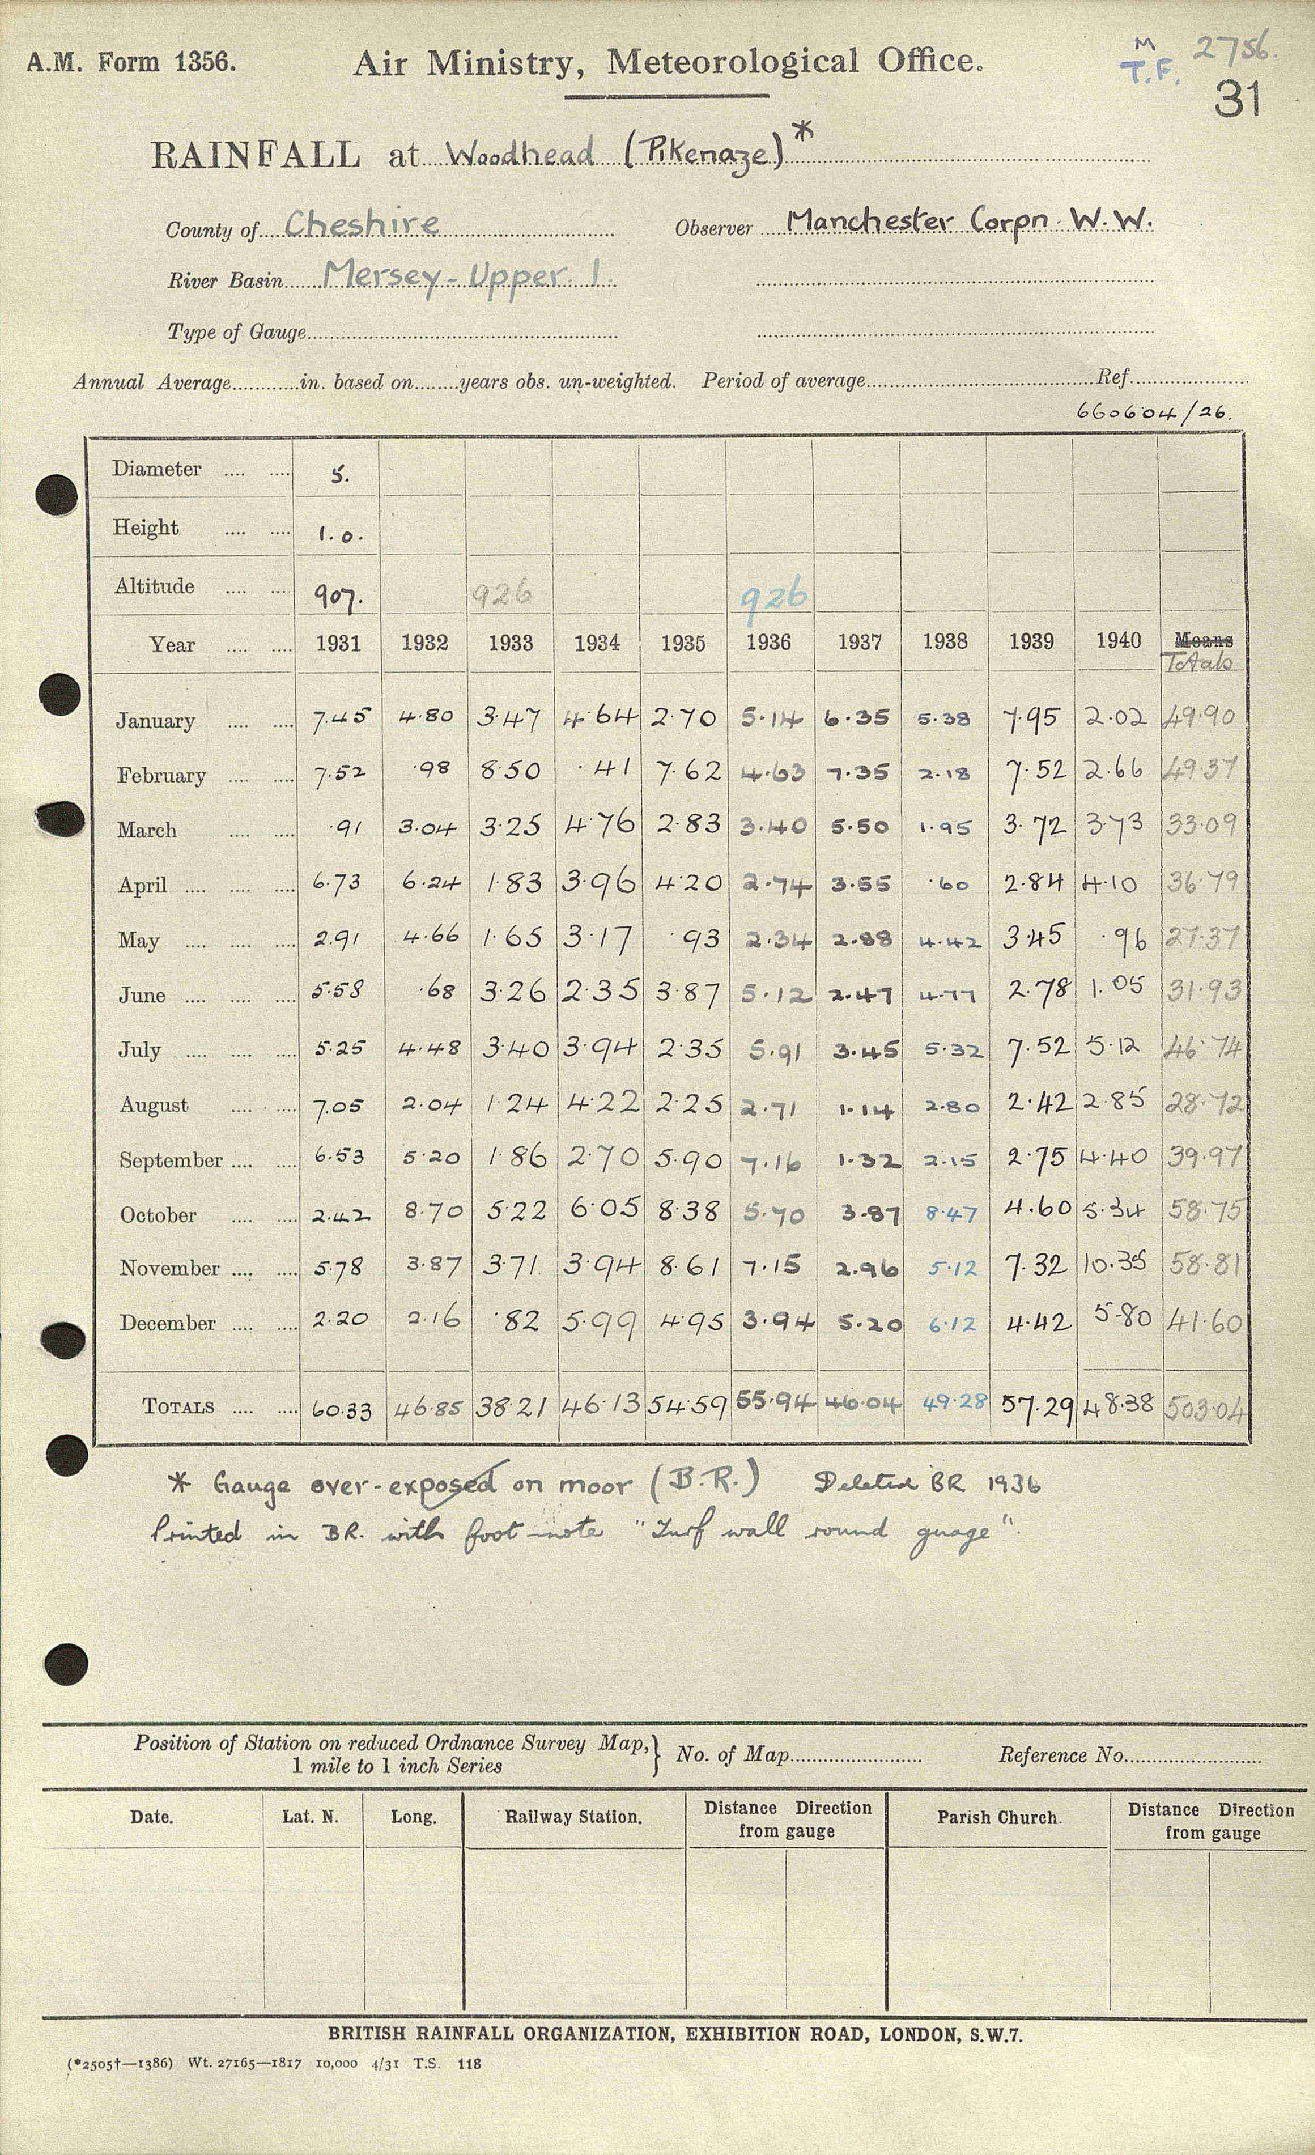 A.M. Form 1356.
Air Ministry, Meteorological Office.
M
T.F.
2756.
31
RAINFALL at Woodhead (Pikenaze)*
County of Cheshire
Observer Manchester Corpn. W.W.
River Basin Mersey - Upper 1.
Type of Gauge
Annual Average in. based on years obs. un-weighted. Period of average Ref.
660604/26.
Diameter 5.
Height 1.0.
Altitude 907. 926 926
Year 1931 1932 1933 1934 1935 1936 1937 1938 1939 1940 Means
Totals
January 7.45 4.80 3.47 4.64 2.70 5.14 6.35 5.38 7.95 2.02 49.90
February 7.52 .98 8.50 .41 7.62 4.63 7.35 2.18 7.52 2.66 49.37
March .91 3.04 3.25 4.76 2.83 3.40 5.50 1.95 3.72 3.73 33.09
April 6.73 6.24 1.83 3.96 4.20 2.74 3.55 .60 2.84 4.10 36.79
May 2.91 4.66 1.65 3.17 .93 2.34 2.88 4.42 3.45 .96 27.37
June 5.58 .68 3.26 2.35 3.87 5.12 2.47 4.77 2.78 1.05 31.93
July 5.25 4.48 3.40 3.94 2.35 5.91 3.45 5.32 7.52 5.12 46.74
August 7.05 2.04 1.24 4.22 2.25 2.71 1.14 2.80 2.42 2.85 28.72
September 6.53 5.20 1.86 2.70 5.90 7.16 1.32 2.15 2.75 4.40 39.97
October 2.42 8.70 5.22 6.05 8.38 5.70 3.87 8.47 4.60 5.34 58.75
November 5.78 3.87 3.71 3.94 8.61 7.15 2.96 5.12 7.32 10.35 58.81
December 2.20 2.16 .82 5.99 4.95 3.94 5.20 6.12 4.42 5.80 41.60
TOTALS 60.33 46.85 38.21 46.13 54.59 55.94 46.04 49.28 57.29 48.38 503.04
* Gauge over-exposed on moor (B.R.) Deleted BR 1936
Printed in BR. with foot-note "Turf wall round guage".
Position of Station on reduced Ordnance Survey Map, } No. of Map Reference No.
1 mile to 1 inch Series
Date. Lat. N. Long. Railway Station. Distance Direction from gauge Parish Church. Distance Direction from gauge
BRITISH RAINFALL ORGANIZATION, EXHIBITION ROAD, LONDON, S.W.7.
(*2505†—1386) Wt. 27165—1817 10,000 4/31 T.S. 118